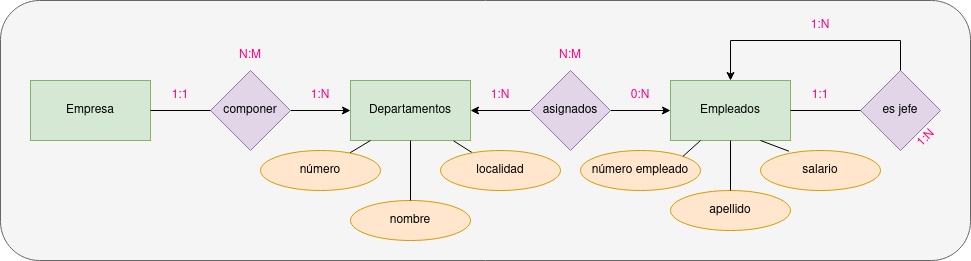 1:N
N:M
N:M
Empresa
1:1
componer
1:N
Departamentos
1:N
asignados
0:N
Empleados
1:1
es jefe
1:N
número
localidad
número empleado
salario
nombre
apellido